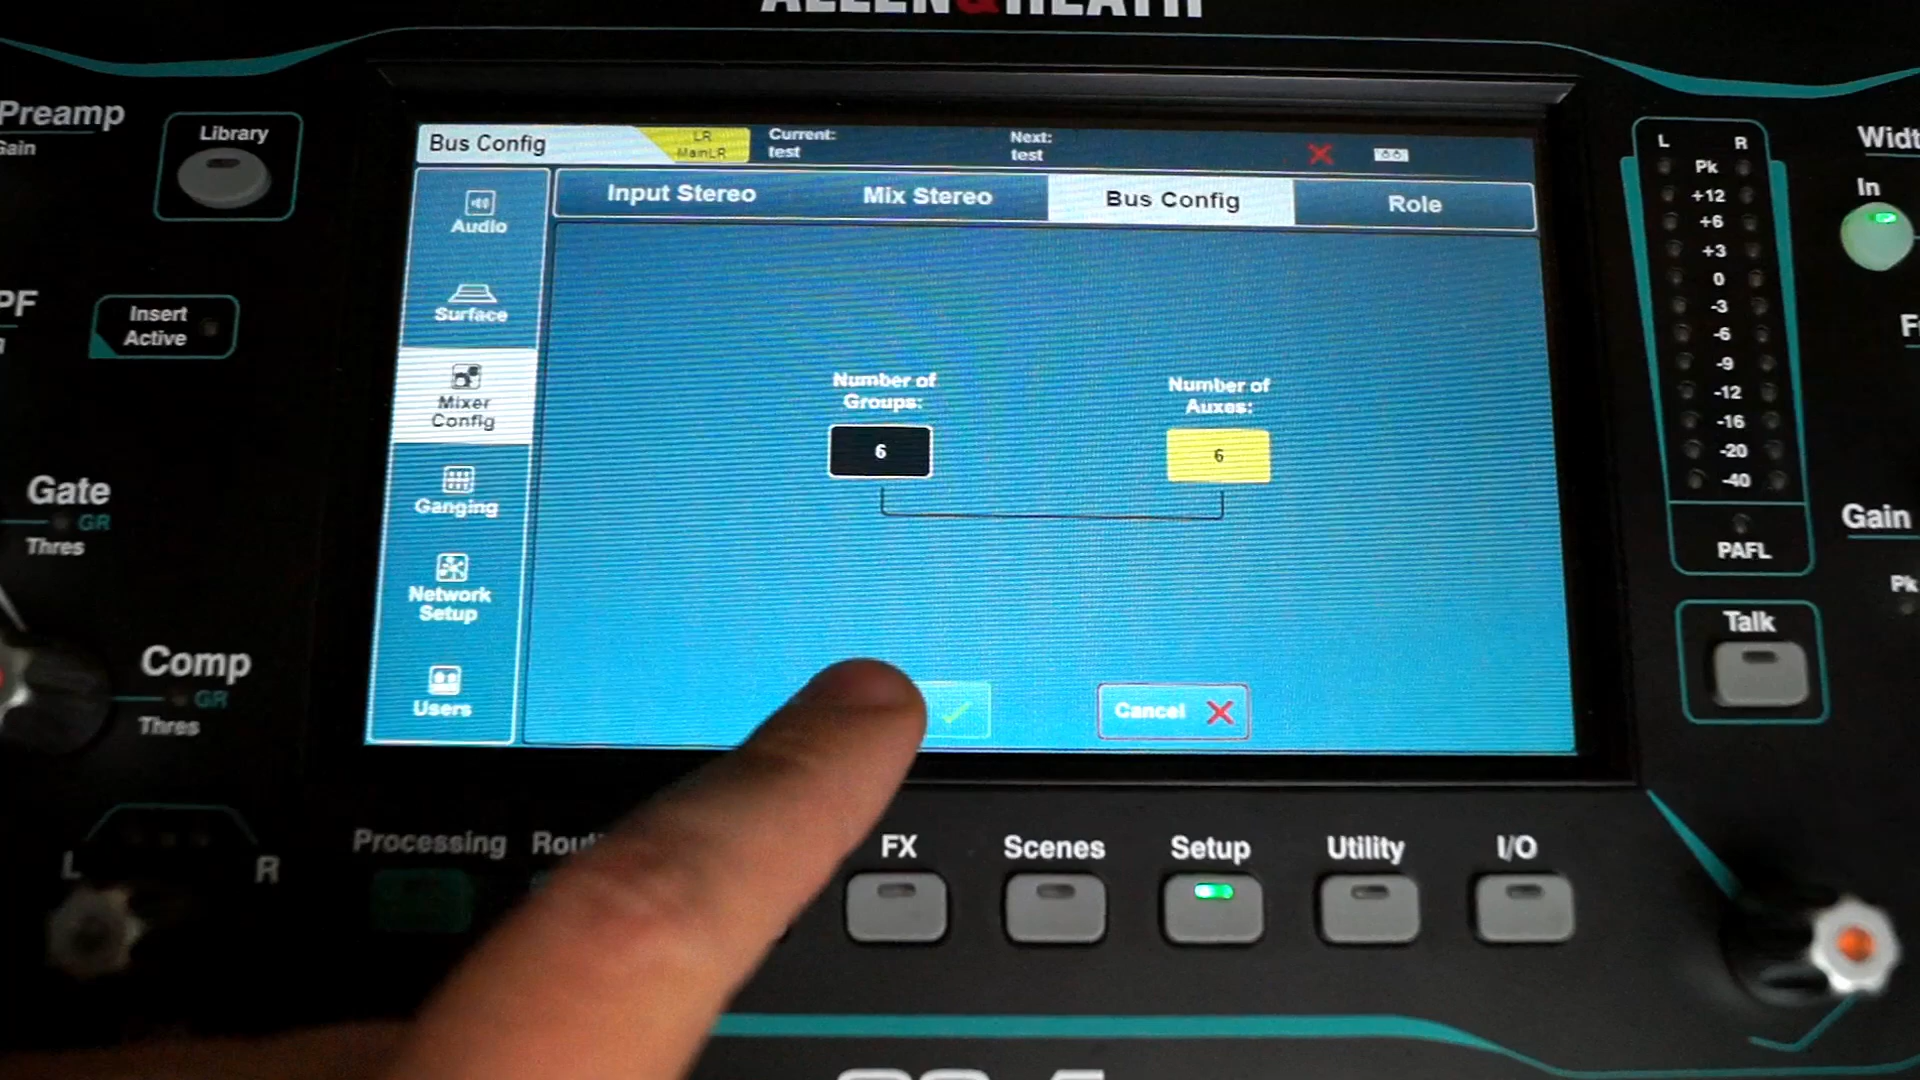 ALLEN&HEATH
Preamp
Gain
Library
Insert
Active
Gate
GR
Thres
Comp
GR
Thres
L
R
Bus Config
LR
MainLR
Current:
test
Next:
test
Audio
Surface
Mixer
Config
Ganging
Network
Setup
Users
Input Stereo
Mix Stereo
Bus Config
Role
Number of
Groups:
6
Number of
Auxes:
6
Cancel
Processing
FX
Scenes
Setup
Utility
I/O
L
R
Pk
+12
+6
+3
0
-3
-6
-9
-12
-16
-20
-40
PAFL
Talk
In
Gain
Pk